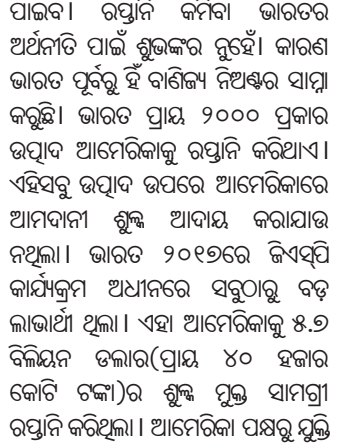 ପାଇବ। ରପ୍ତାନି କମିବା ଭାରତର
ଅର୍ଥନୀତି ପାଇଁ ଶୁଭଙ୍କର ନୁହେଁ। କାରଣ
ଭାରତ ପୂର୍ବରୁ ହିଁ ବାଣିଜ୍ୟ ନିଅଣ୍ଟର ସାମ୍ନା
କରୁଛି। ଭାରତ ପ୍ରାୟ ୨୦୦୦ ପ୍ରକାର
ଉତ୍ପାଦ ଆମେରିକାକୁ ରପ୍ତାନି କରିଥାଏ।
ଏହିସବୁ ଉତ୍ପାଦ ଉପରେ ଆମେରିକାରେ
ଆମଦାନୀ ଶୁଳ୍କ ଆଦାୟ କରାଯାଉ
ନଥିଲା। ଭାରତ ୨୦୧୭ରେ ଜିଏସ୍‌ପି
କାର୍ଯ୍ୟକ୍ରମ ଅଧୀନରେ ସବୁଠାରୁ ବଡ଼
ଲାଭାର୍ଥୀ ଥିଲା। ଏହା ଆମେରିକାକୁ ୫.୭
ବିଲିୟନ ଡଲାର(ପ୍ରାୟ ୪୦ ହଜାର
କୋଟି ଟଙ୍କା)ର ଶୁଳ୍କ ମୁକ୍ତ ସାମଗ୍ରୀ
ରପ୍ତାନି କରିଥିଲା। ଆମେରିକା ପକ୍ଷରୁ ଯୁକ୍ତି